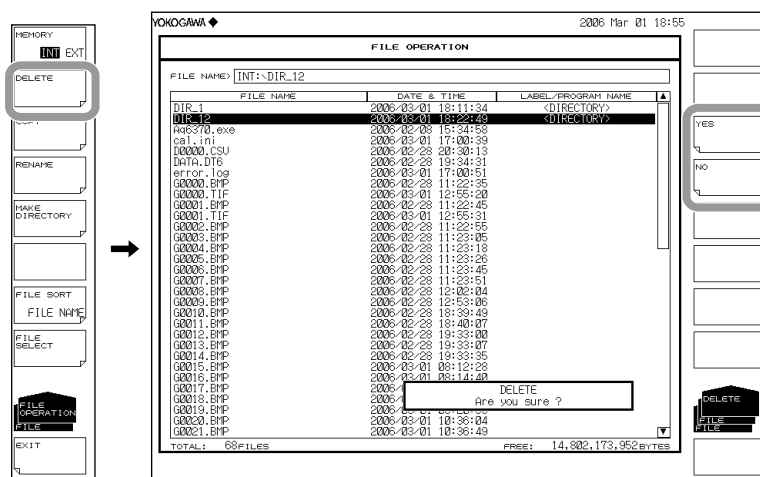 MEMORY
INT EXT
DELETE
COPY
RENAME
MAKE
DIRECTORY
FILE SORT
FILE NAME
FILE
SELECT
FILE
OPERATION
FILE
EXIT
YOKOGAWA ◆ 2006 Mar 01 18:55
FILE OPERATION
FILE NAME> INT:\DIR_12
FILE NAME DATE & TIME LABEL/PROGRAM NAME
DIR_1 2006/03/01 18:11:34 <DIRECTORY>
DIR_12 2006/03/01 18:22:49 <DIRECTORY>
Aq6370.exe 2006/02/08 15:34:58
cal.ini 2006/03/01 17:00:39
D0000.CSV 2006/02/28 20:30:13
DATA.DT6 2006/02/28 19:34:31
error.log 2006/03/01 17:00:51
G0000.BMP 2006/02/28 11:22:35
G0000.TIF 2006/03/01 12:55:20
G0001.BMP 2006/02/28 11:22:45
G0001.TIF 2006/03/01 12:55:31
G0002.BMP 2006/02/28 11:22:55
G0003.BMP 2006/02/28 11:23:05
G0004.BMP 2006/02/28 11:23:18
G0005.BMP 2006/02/28 11:23:26
G0006.BMP 2006/02/28 11:23:45
G0007.BMP 2006/02/28 11:23:51
G0008.BMP 2006/02/28 12:02:04
G0009.BMP 2006/02/28 12:53:06
G0010.BMP 2006/02/28 18:39:49
G0011.BMP 2006/02/28 18:40:07
G0012.BMP 2006/02/28 19:33:00
G0013.BMP 2006/02/28 19:33:07
G0014.BMP 2006/02/28 19:33:35
G0015.BMP 2006/03/01 08:12:28
G0016.BMP 2006/03/01 08:14:40
G0017.BMP 2006/
G0018.BMP 2006/
G0019.BMP 2006/
G0020.BMP 2006/03/01 10:36:04
G0021.BMP 2006/03/01 10:36:49
DELETE
Are you sure ?
TOTAL: 68FILES FREE: 14,802,173,952BYTES
YES
NO
DELETE
FILE
FILE